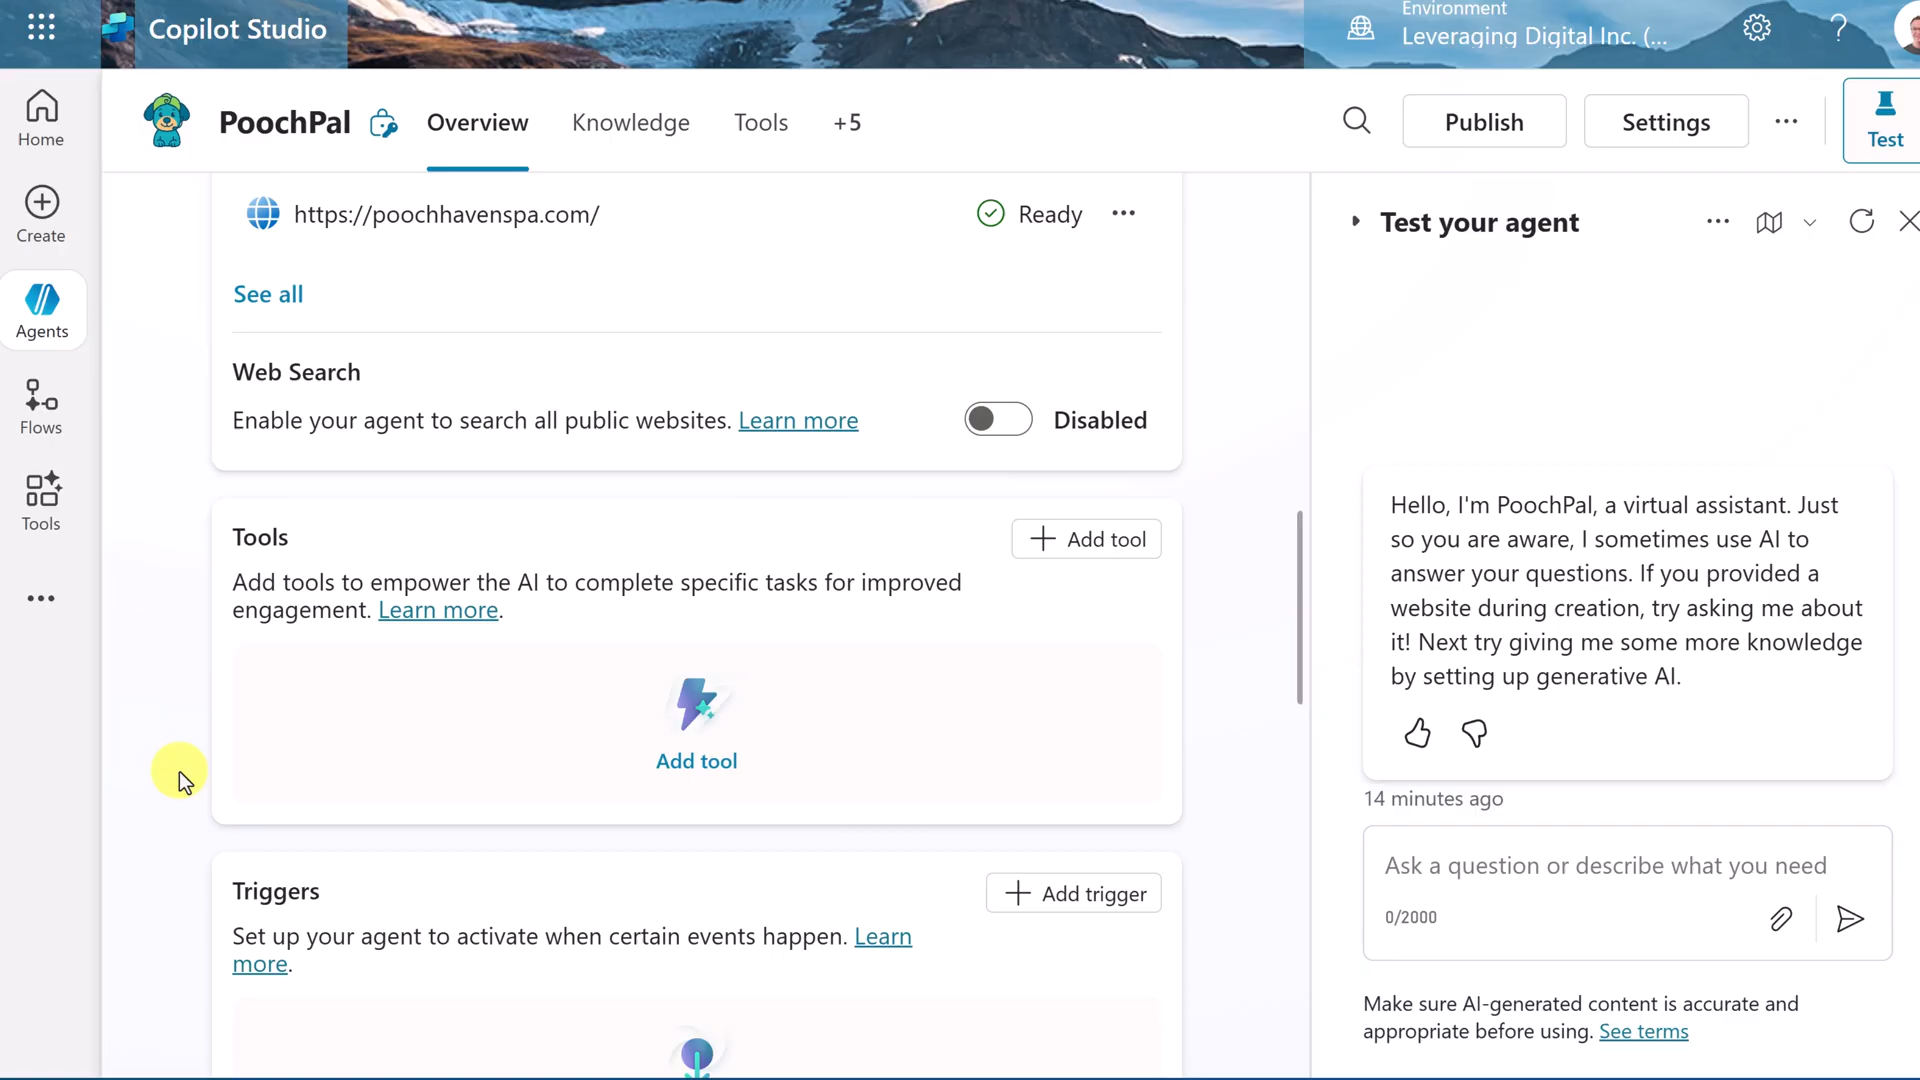 Copilot Studio
Environment
Leveraging Digital Inc. (...
Home
Create
Agents
Flows
Tools
PoochPal
Overview
Knowledge
Tools
+5
Publish
Settings
Test
https://poochhavenspa.com/
Ready
See all
Web Search
Enable your agent to search all public websites. Learn more
Disabled
Tools
Add tool
Add tools to empower the AI to complete specific tasks for improved
engagement. Learn more.
Add tool
Triggers
Add trigger
Set up your agent to activate when certain events happen. Learn
more.
Test your agent
Hello, I'm PoochPal, a virtual assistant. Just
so you are aware, I sometimes use AI to
answer your questions. If you provided a
website during creation, try asking me about
it! Next try giving me some more knowledge
by setting up generative AI.
14 minutes ago
Ask a question or describe what you need
0/2000
Make sure AI-generated content is accurate and
appropriate before using. See terms